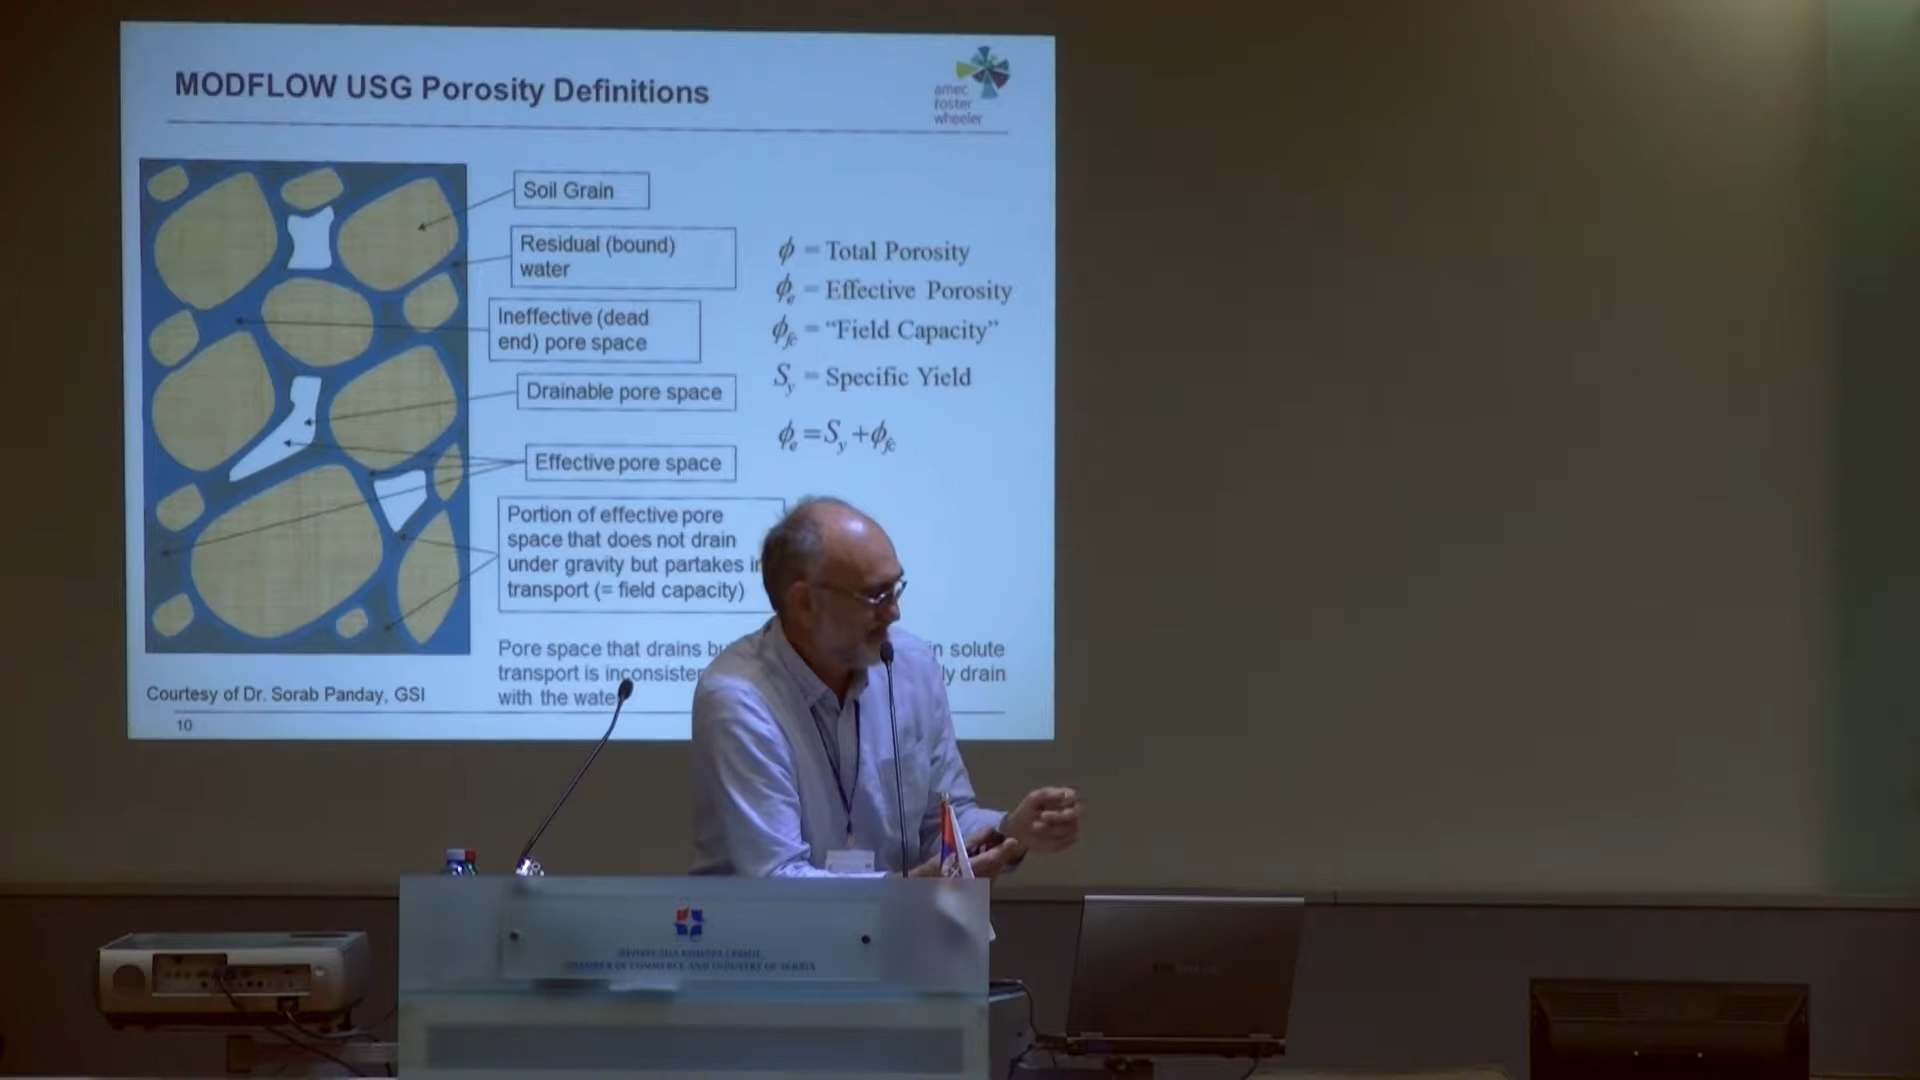 MODFLOW USG Porosity Definitions
amec
foster
wheeler
Soil Grain
Residual (bound)
water
Ineffective (dead
end) pore space
Drainable pore space
Effective pore space
Portion of effective pore
space that does not drain
under gravity but partakes in
transport (= field capacity)
ϕ = Total Porosity
ϕe = Effective Porosity
ϕfc = “Field Capacity”
Sy = Specific Yield
ϕe = Sy + ϕfc
Pore space that drains in solute
transport is drain
with the
Courtesy of Dr. Sorab Panday, GSI
10
CHAMBER OF COMMERCE AND INDUSTRY OF SERBIA